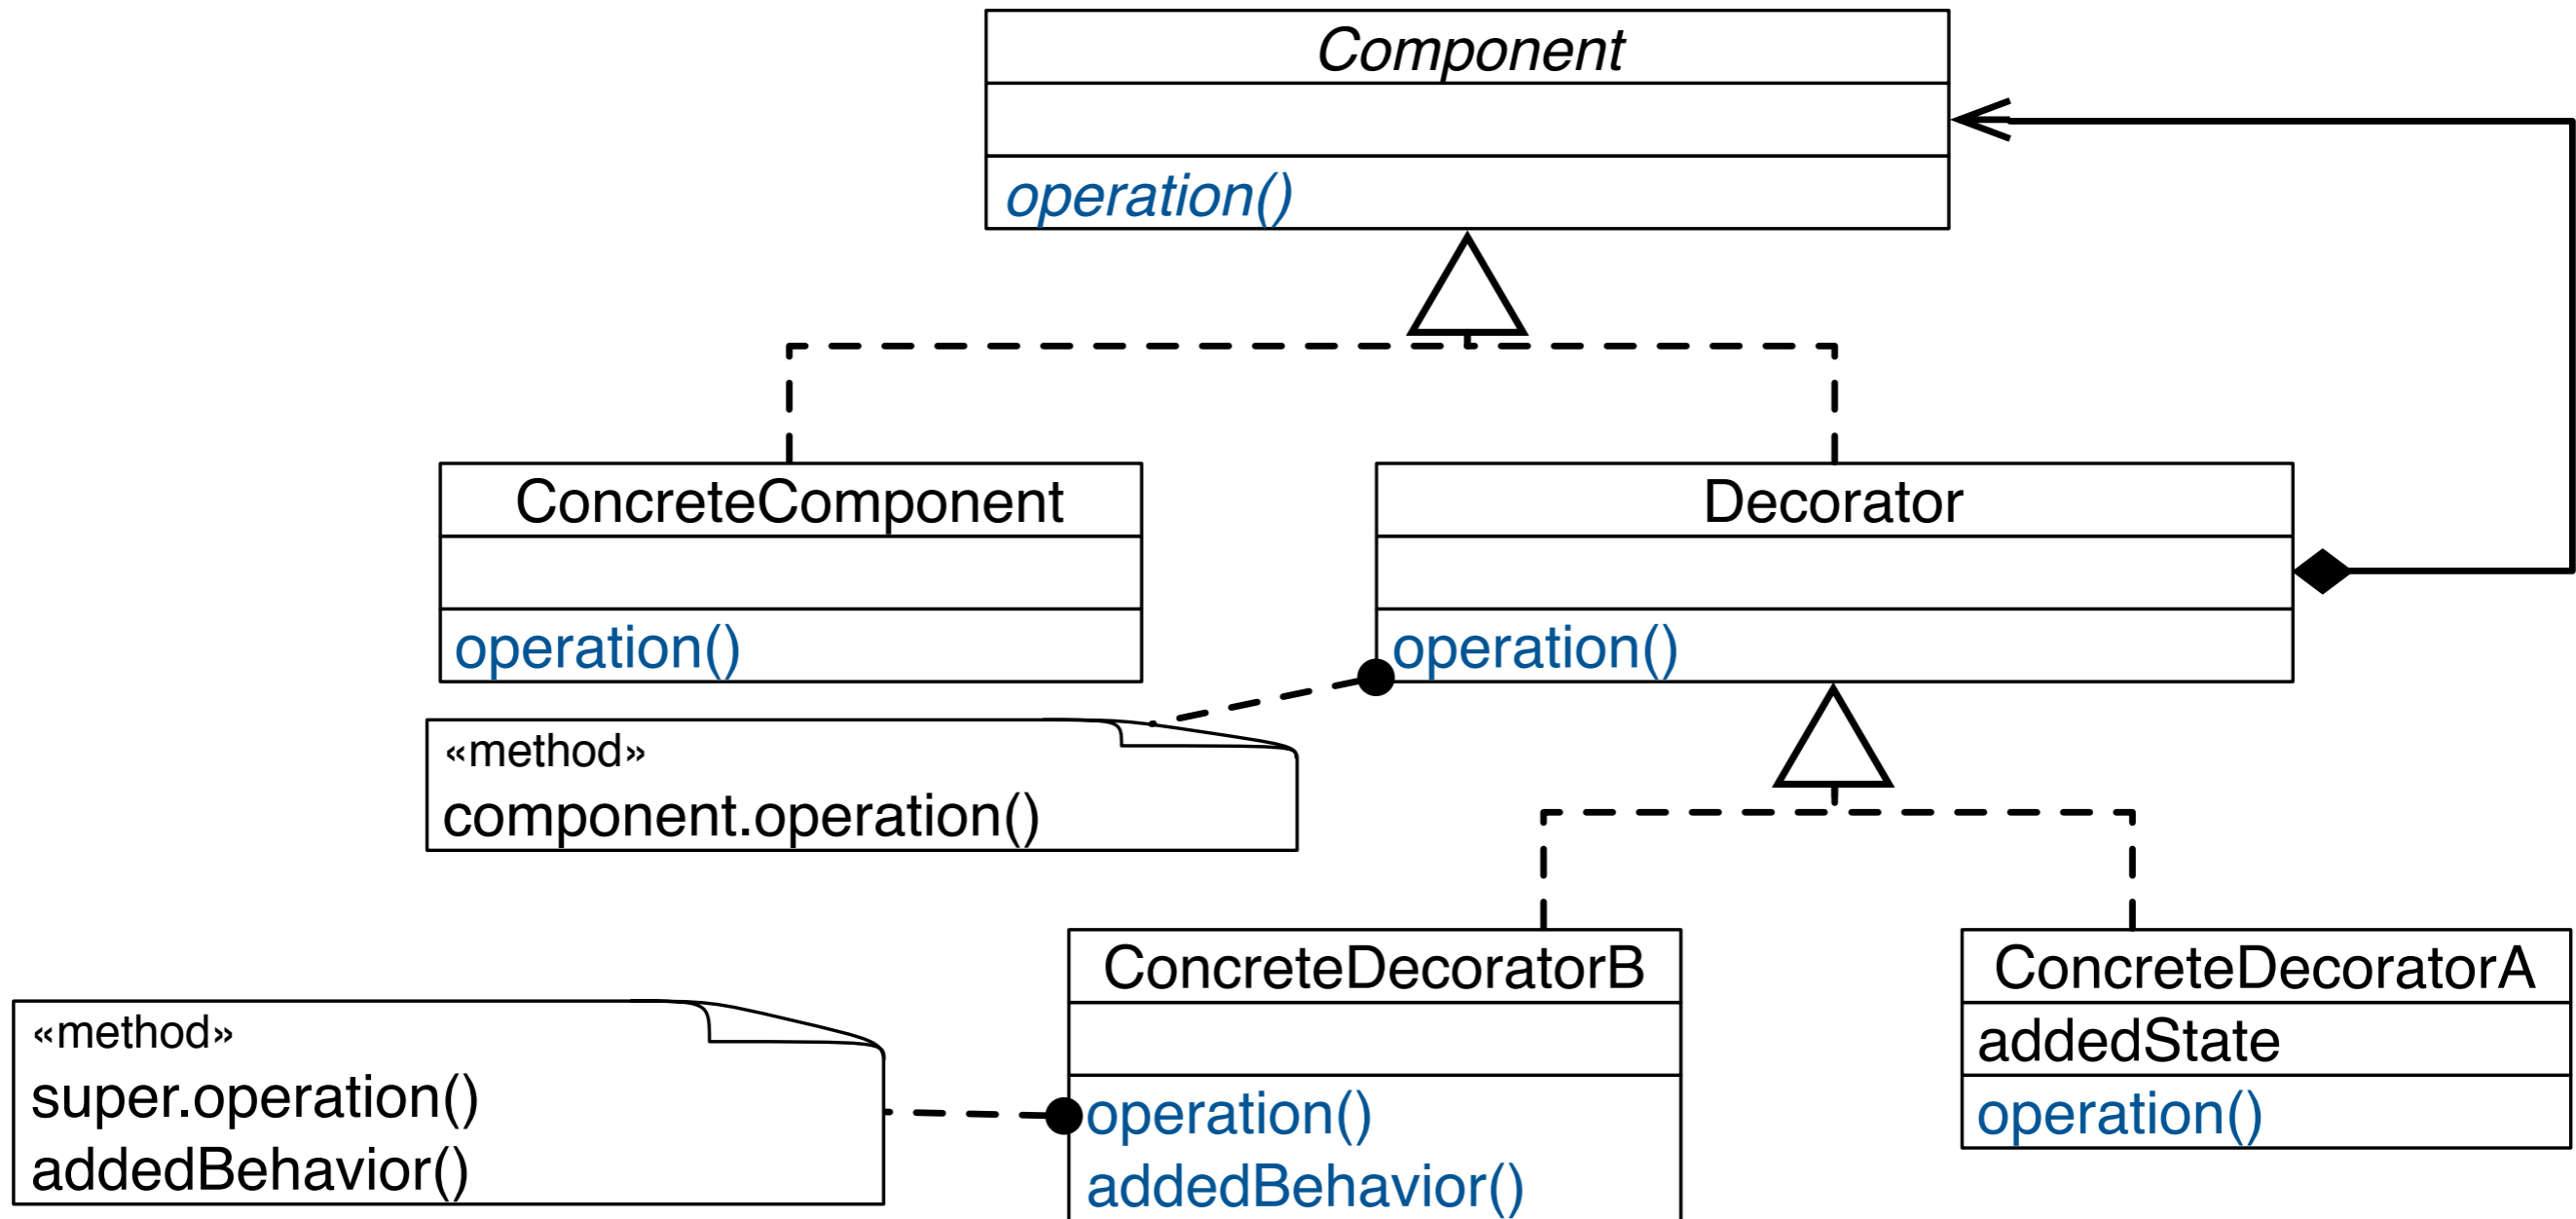 Component
operation()
ConcreteComponent
operation()
Decorator
operation()
«method»
component.operation()
ConcreteDecoratorB
operation()
addedBehavior()
ConcreteDecoratorA
addedState
operation()
«method»
super.operation()
addedBehavior()